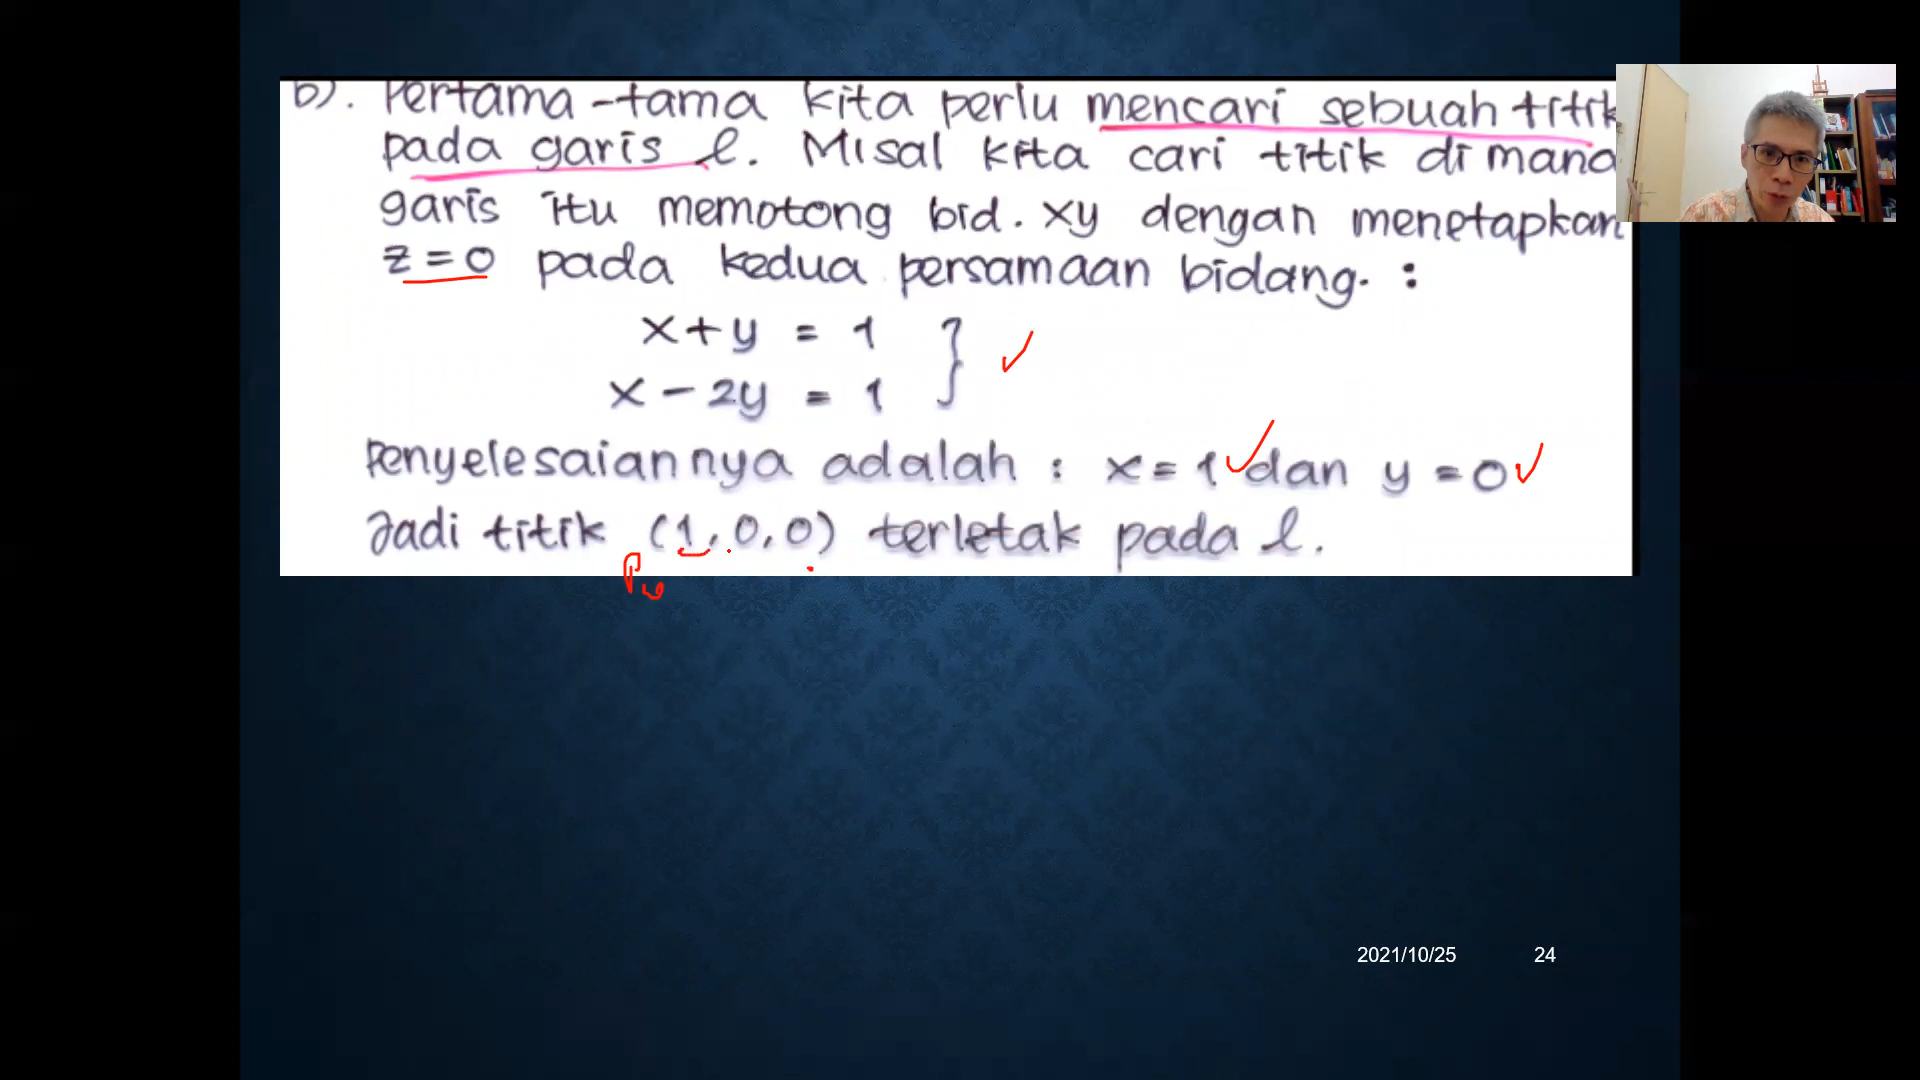 b). Pertama-tama kita perlu mencari sebuah titik
pada garis l. Misal kita cari titik dimana
garis itu memotong bid. xy dengan menetapkan
z = 0 pada kedua persamaan bidang. :
x + y = 1
x - 2y = 1
Penyelesaiannya adalah : x = 1 dan y = 0
Jadi titik (1, 0, 0) terletak pada l.
P₀
2021/10/25
24